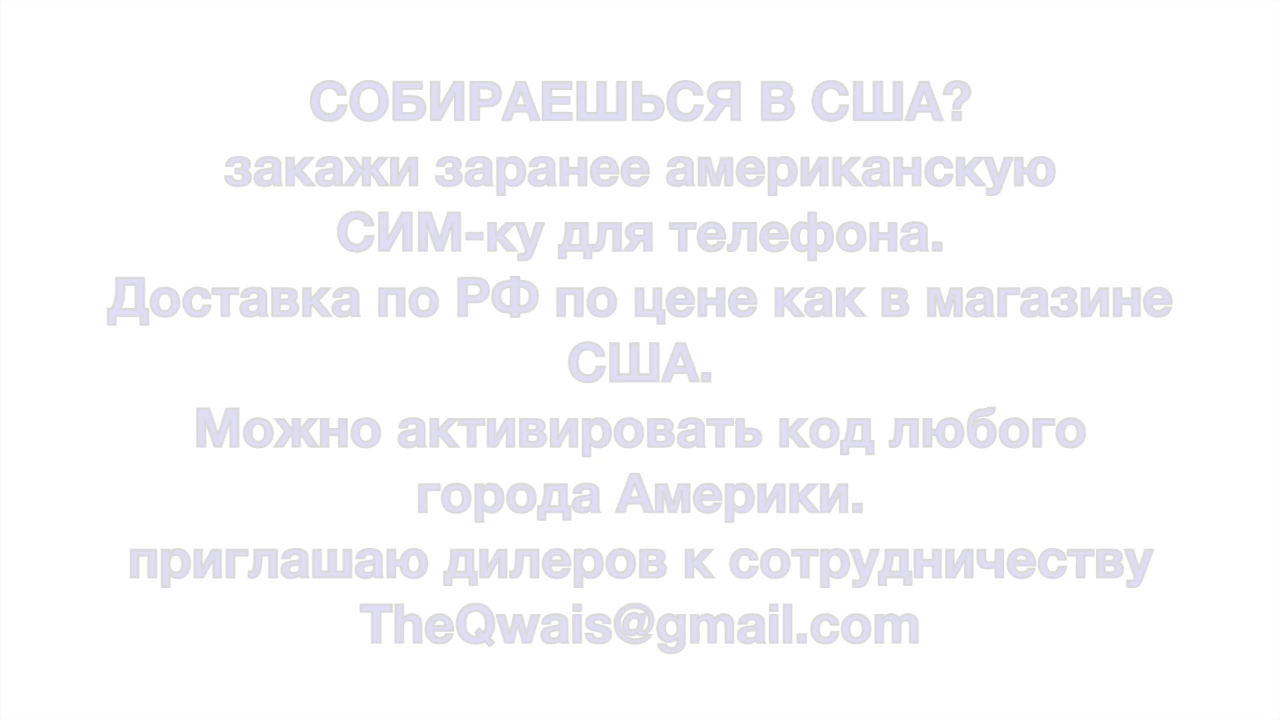 СОБИРАЕШЬСЯ В США?
закажи заранее американскую
СИМ-ку для телефона.
Доставка по РФ по цене как в магазине
США.
Можно активировать код любого
города Америки.
приглашаю дилеров к сотрудничеству
TheQwais@gmail.com